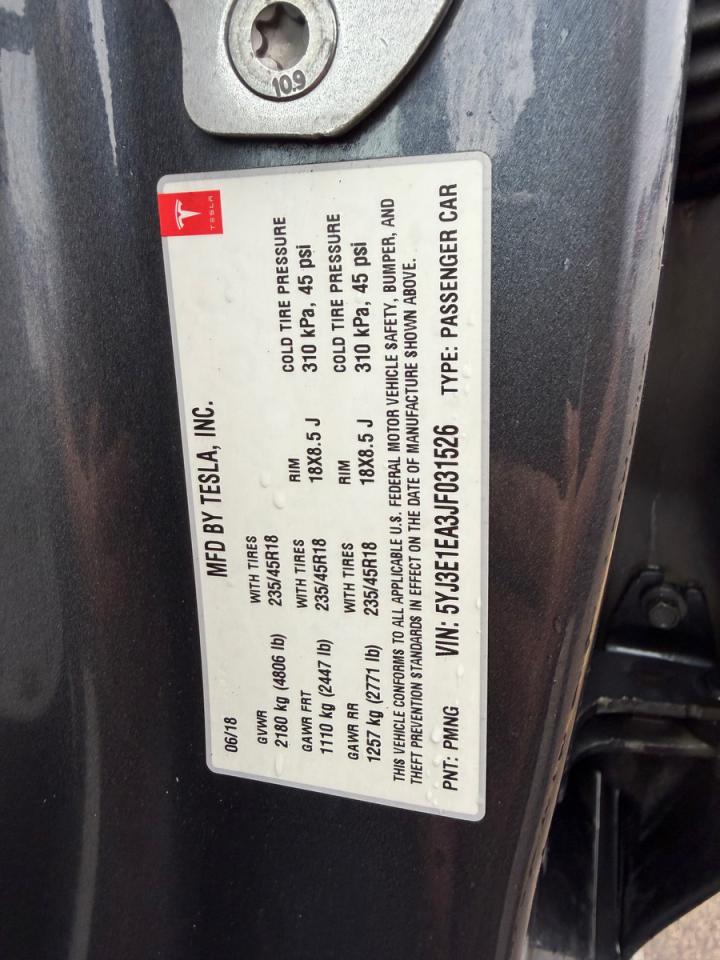 10.9
TESLA
MFD BY TESLA, INC.
06/18
GVWR WITH TIRES RIM COLD TIRE PRESSURE
2180 kg (4806 lb) 235/45R18 18X8.5 J 310 kPa, 45 psi
GAWR FRT WITH TIRES RIM COLD TIRE PRESSURE
1110 kg (2447 lb) 235/45R18 18X8.5 J 310 kPa, 45 psi
GAWR RR WITH TIRES
1257 kg (2771 lb) 235/45R18
THIS VEHICLE CONFORMS TO ALL APPLICABLE U.S. FEDERAL MOTOR VEHICLE SAFETY, BUMPER, AND
THEFT PREVENTION STANDARDS IN EFFECT ON THE DATE OF MANUFACTURE SHOWN ABOVE.
PNT: PMNG VIN: 5YJ3E1EA3JF031526 TYPE: PASSENGER CAR